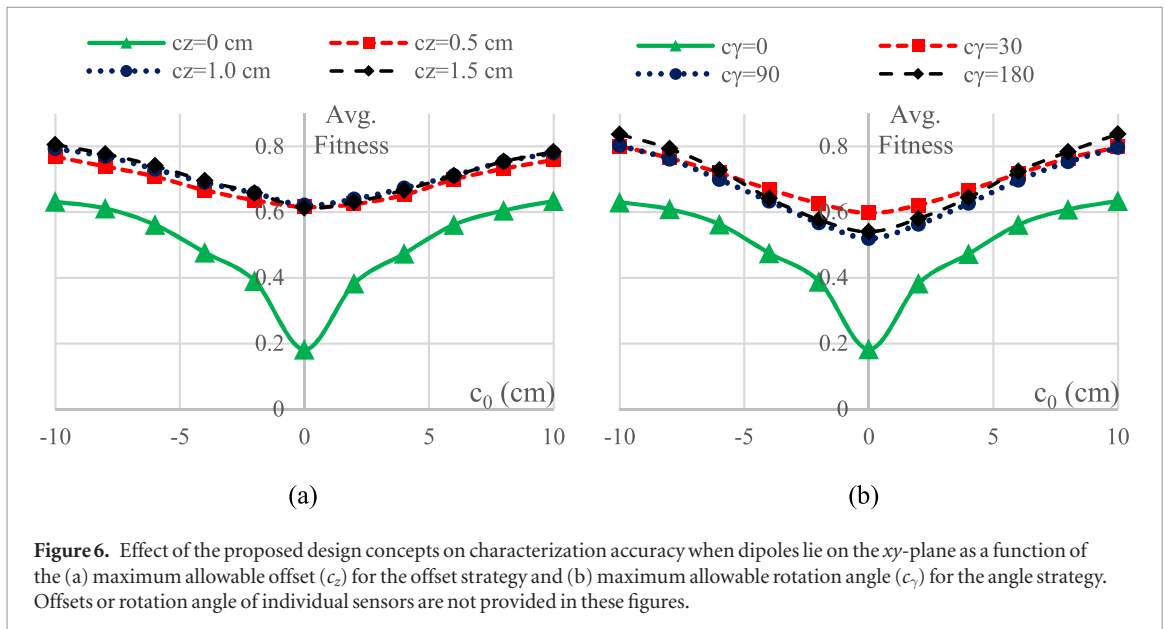 cz=0 cm
cz=0.5 cm
cz=1.0 cm
cz=1.5 cm
Avg.
Fitness
0.8
0.6
0.4
0.2
0
c₀ (cm)
-10 -5 0 5 10
(a)
cγ=0
cγ=30
cγ=90
cγ=180
Avg.
Fitness
0.8
0.6
0.4
0.2
0
c₀ (cm)
-10 -5 0 5 10
(b)
Figure 6. Effect of the proposed design concepts on characterization accuracy when dipoles lie on the xy-plane as a function of
the (a) maximum allowable offset (c_z) for the offset strategy and (b) maximum allowable rotation angle (c_γ) for the angle strategy.
Offsets or rotation angle of individual sensors are not provided in these figures.